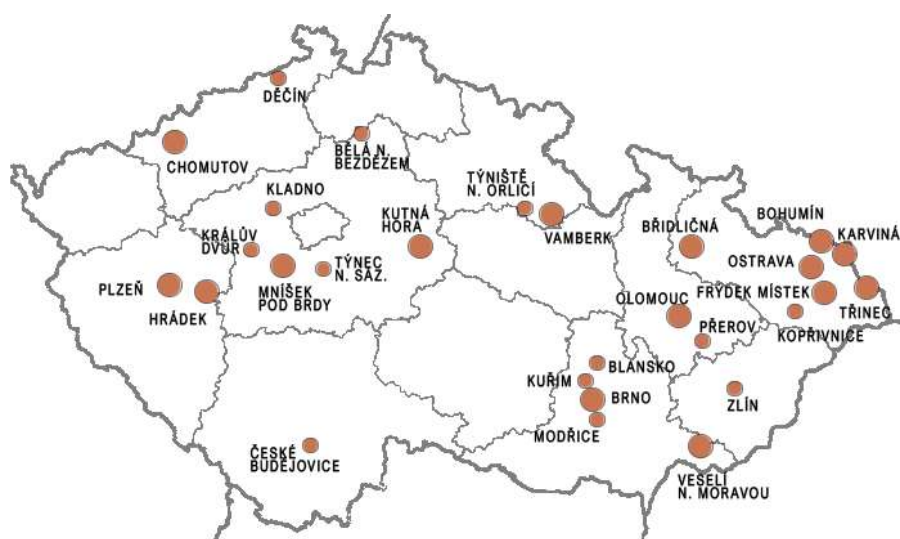 DĚČÍN
CHOMUTOV
BĚLÁ N.
BEZDĚZEM
KLADNO
TÝNIŠTĚ
N. ORLICÍ
KUTNÁ
HORA
VAMBERK
BŘIDLIČNÁ
BOHUMÍN
KARVINÁ
KRÁLŮV
DVŮR
OSTRAVA
TÝNEC
N. SÁZ.
PLZEŇ
MNÍŠEK
POD BRDY
HRÁDEK
FRÝDEK MÍSTEK
OLOMOUC
TŘINEC
PŘEROV
KOPŘIVNICE
BLANSKO
KUŘIM
BRNO
ZLÍN
MODŘICE
ČESKÉ
BUDĚJOVICE
VESELÍ
N. MORAVOU